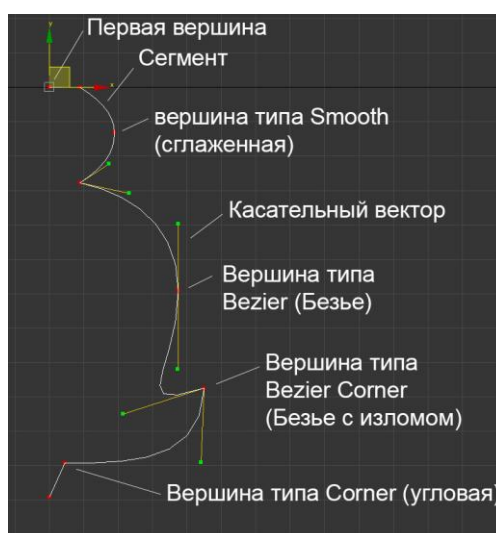 y
Первая вершина
x
Сегмент
вершина типа Smooth
(сглаженная)
Касательный вектор
Вершина типа
Bezier (Безье)
Вершина типа
Bezier Corner
(Безье с изломом)
Вершина типа Corner (угловая)